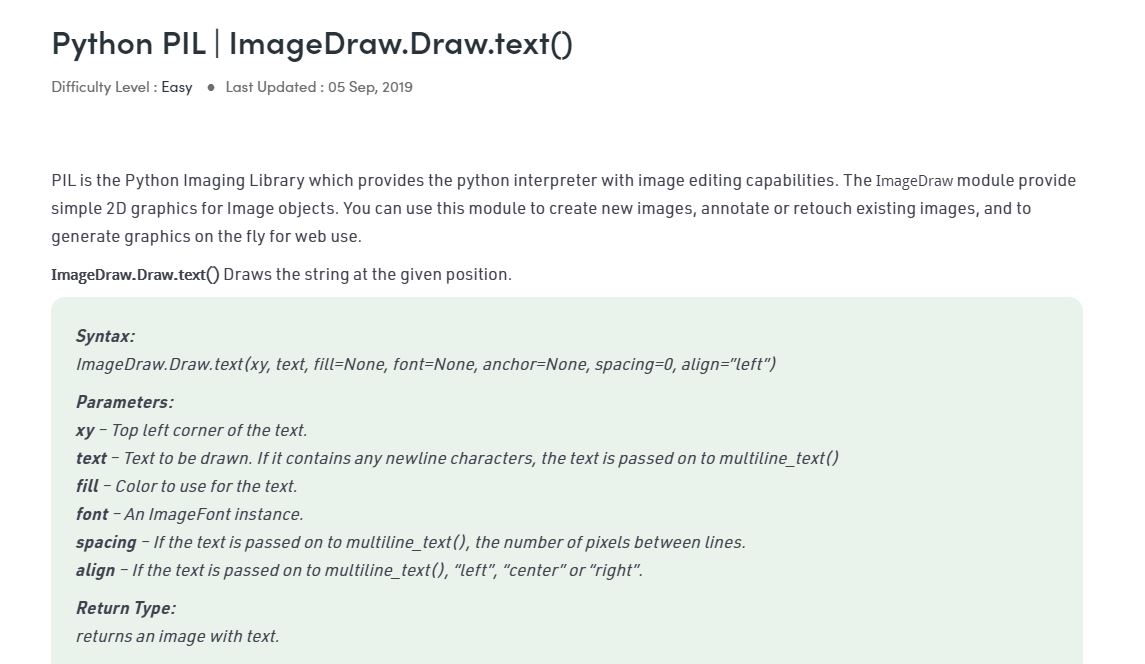 Python PIL | ImageDraw.Draw.text()
Difficulty Level : Easy ● Last Updated : 05 Sep, 2019
PIL is the Python Imaging Library which provides the python interpreter with image editing capabilities. The ImageDraw module provide
simple 2D graphics for Image objects. You can use this module to create new images, annotate or retouch existing images, and to
generate graphics on the fly for web use.
ImageDraw.Draw.text() Draws the string at the given position.
Syntax:
ImageDraw.Draw.text(xy, text, fill=None, font=None, anchor=None, spacing=0, align=”left”)
Parameters:
xy – Top left corner of the text.
text – Text to be drawn. If it contains any newline characters, the text is passed on to multiline_text()
fill – Color to use for the text.
font – An ImageFont instance.
spacing – If the text is passed on to multiline_text(), the number of pixels between lines.
align – If the text is passed on to multiline_text(), “left”, “center” or “right”.
Return Type:
returns an image with text.